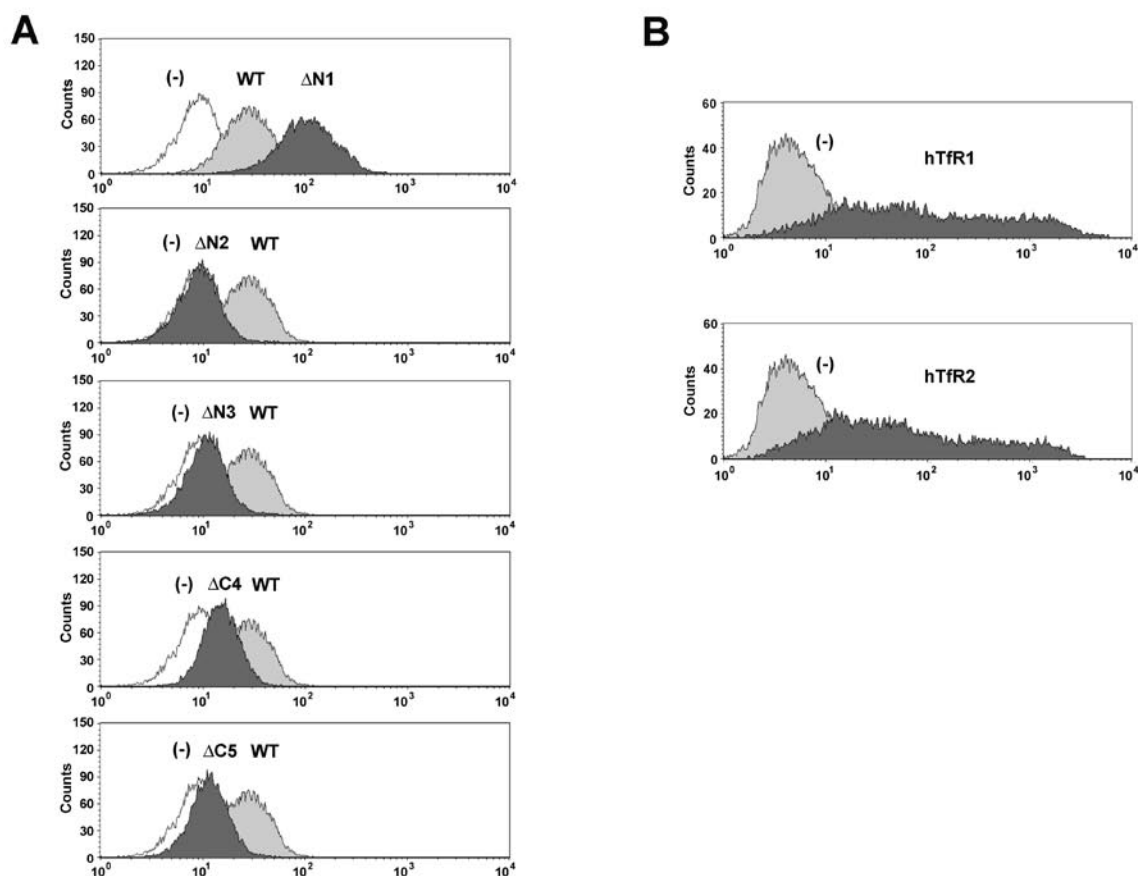 A
150
120
90
60
30
0
Counts
(-) WT ΔN1
10⁰ 10¹ 10² 10³ 10⁴
150
120
90
60
30
0
Counts
(-) ΔN2 WT
10⁰ 10¹ 10² 10³ 10⁴
150
120
90
60
30
0
Counts
(-) ΔN3 WT
10⁰ 10¹ 10² 10³ 10⁴
150
120
90
60
30
0
Counts
(-) ΔC4 WT
10⁰ 10¹ 10² 10³ 10⁴
150
120
90
60
30
0
Counts
(-) ΔC5 WT
10⁰ 10¹ 10² 10³ 10⁴
B
60
40
20
0
Counts
(-) hTfR1
10⁰ 10¹ 10² 10³ 10⁴
60
40
20
0
Counts
(-) hTfR2
10⁰ 10¹ 10² 10³ 10⁴